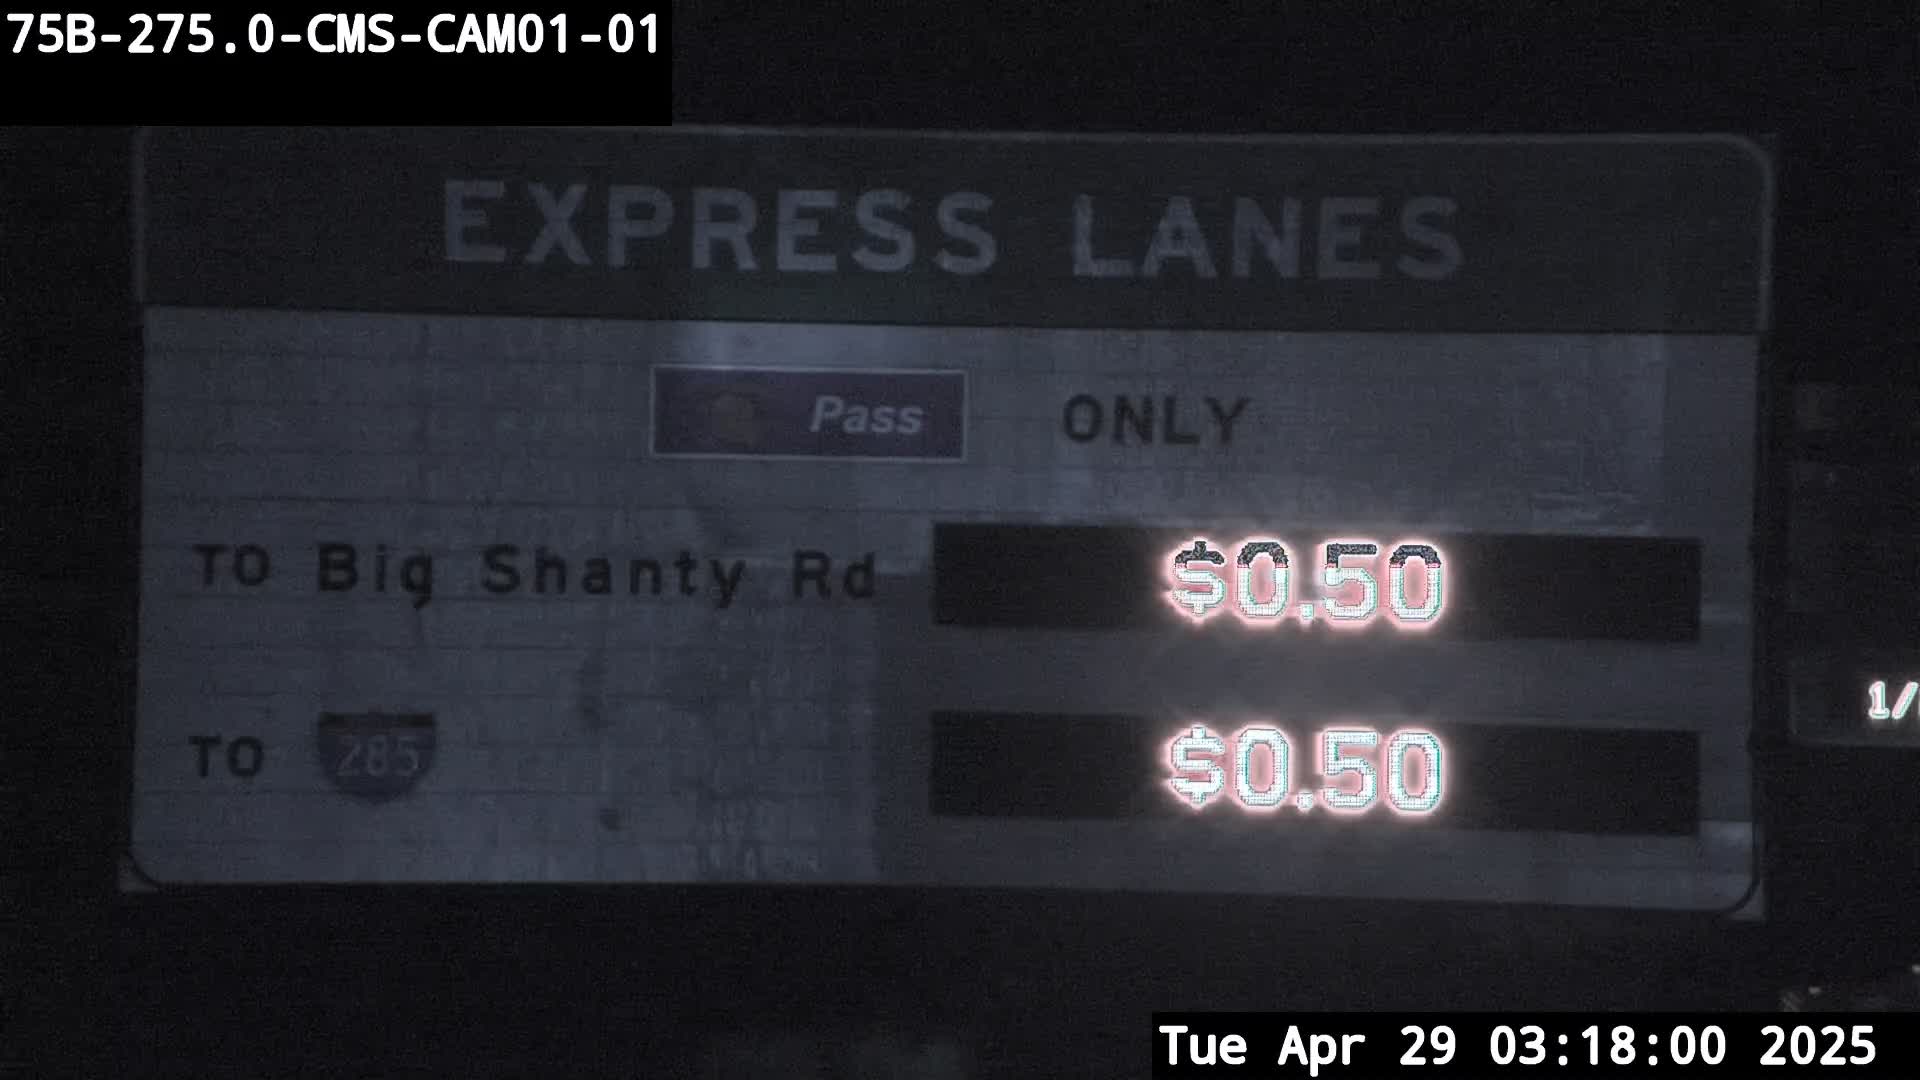 75B-275.0-CMS-CAM01-01
EXPRESS LANES
Pass ONLY
TO Big Shanty Rd $0.50
1/
TO 285 $0.50
Tue Apr 29 03:18:00 2025